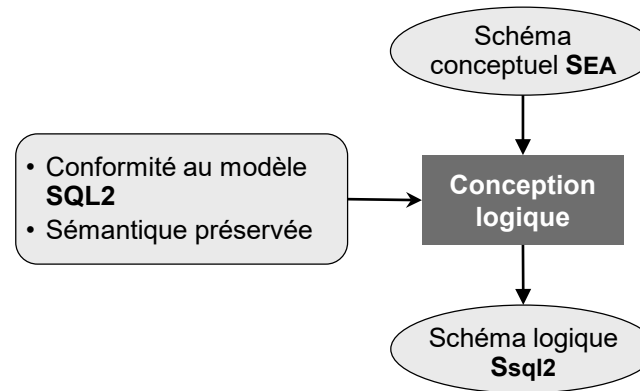 Schéma
conceptuel SEA
• Conformité au modèle
SQL2
• Sémantique préservée
Conception
logique
Schéma logique
Ssql2